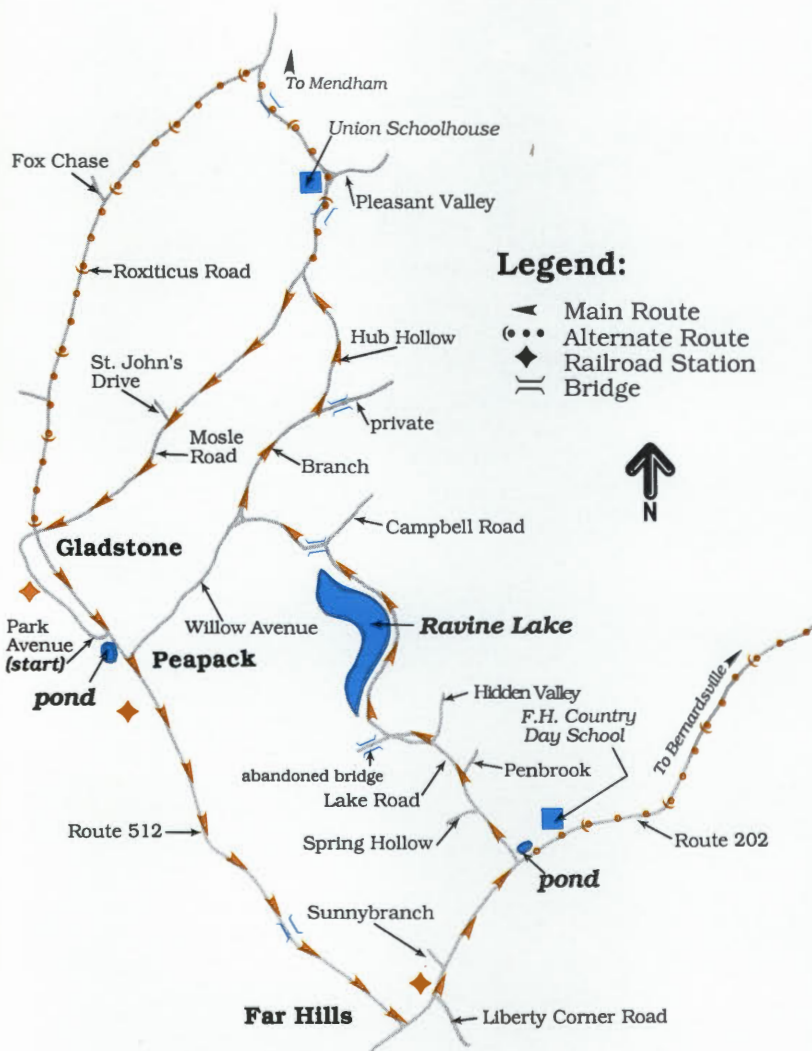 To Mendham
Union Schoolhouse
Fox Chase
Pleasant Valley
Roxiticus Road
Legend:
Main Route
Alternate Route
Railroad Station
Bridge
Hub Hollow
St. John's
Drive
private
Mosle
Road
Branch
N
Campbell Road
Gladstone
Willow Avenue
Ravine Lake
Park
Avenue
(start)
Peapack
pond
Hidden Valley
F.H. Country
Day School
To Bernardsville
abandoned bridge
Penbrook
Lake Road
Route 512
Spring Hollow
Route 202
pond
Sunnybranch
Far Hills
Liberty Corner Road